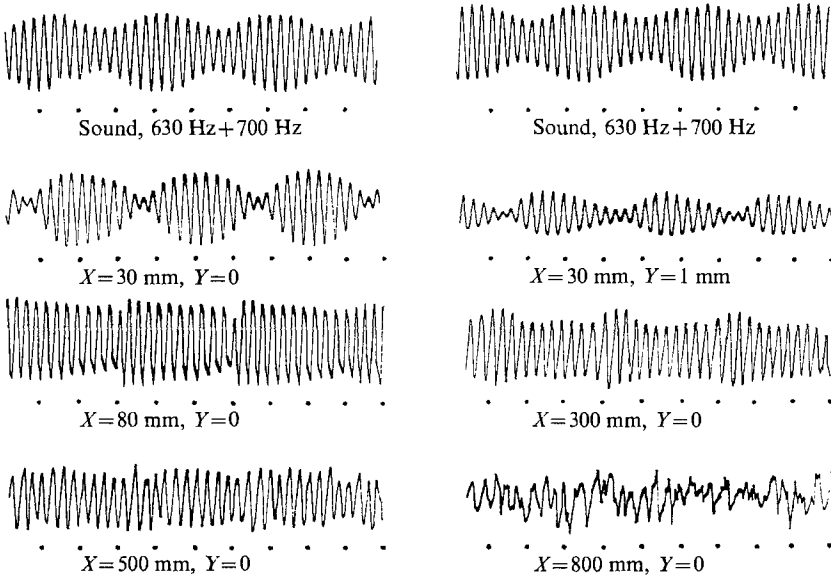 Sound, 630 Hz+700 Hz
Sound, 630 Hz+700 Hz
X=30 mm, Y=0
X=30 mm, Y=1 mm
X=80 mm, Y=0
X=300 mm, Y=0
X=500 mm, Y=0
X=800 mm, Y=0